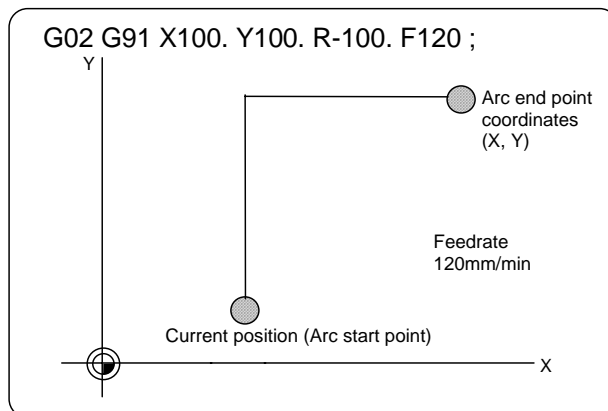 G02 G91 X100. Y100. R-100. F120 ;
Y
Arc end point
coordinates
(X, Y)
Feedrate
120mm/min
Current position (Arc start point)
X